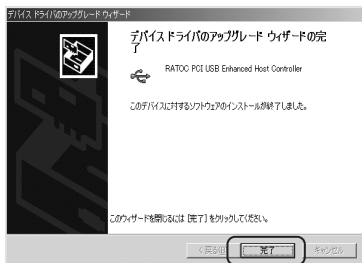 デバイス ドライバのアップグレード ウィザード
デバイス ドライバのアップグレード ウィザードの完
了
RATOC PCI USB Enhanced Host Controller
このデバイスに対するソフトウェアのインストールが終了しました。
このウィザードを閉じるには [完了] をクリックしてください。
< 戻る(B)
完了
キャンセル